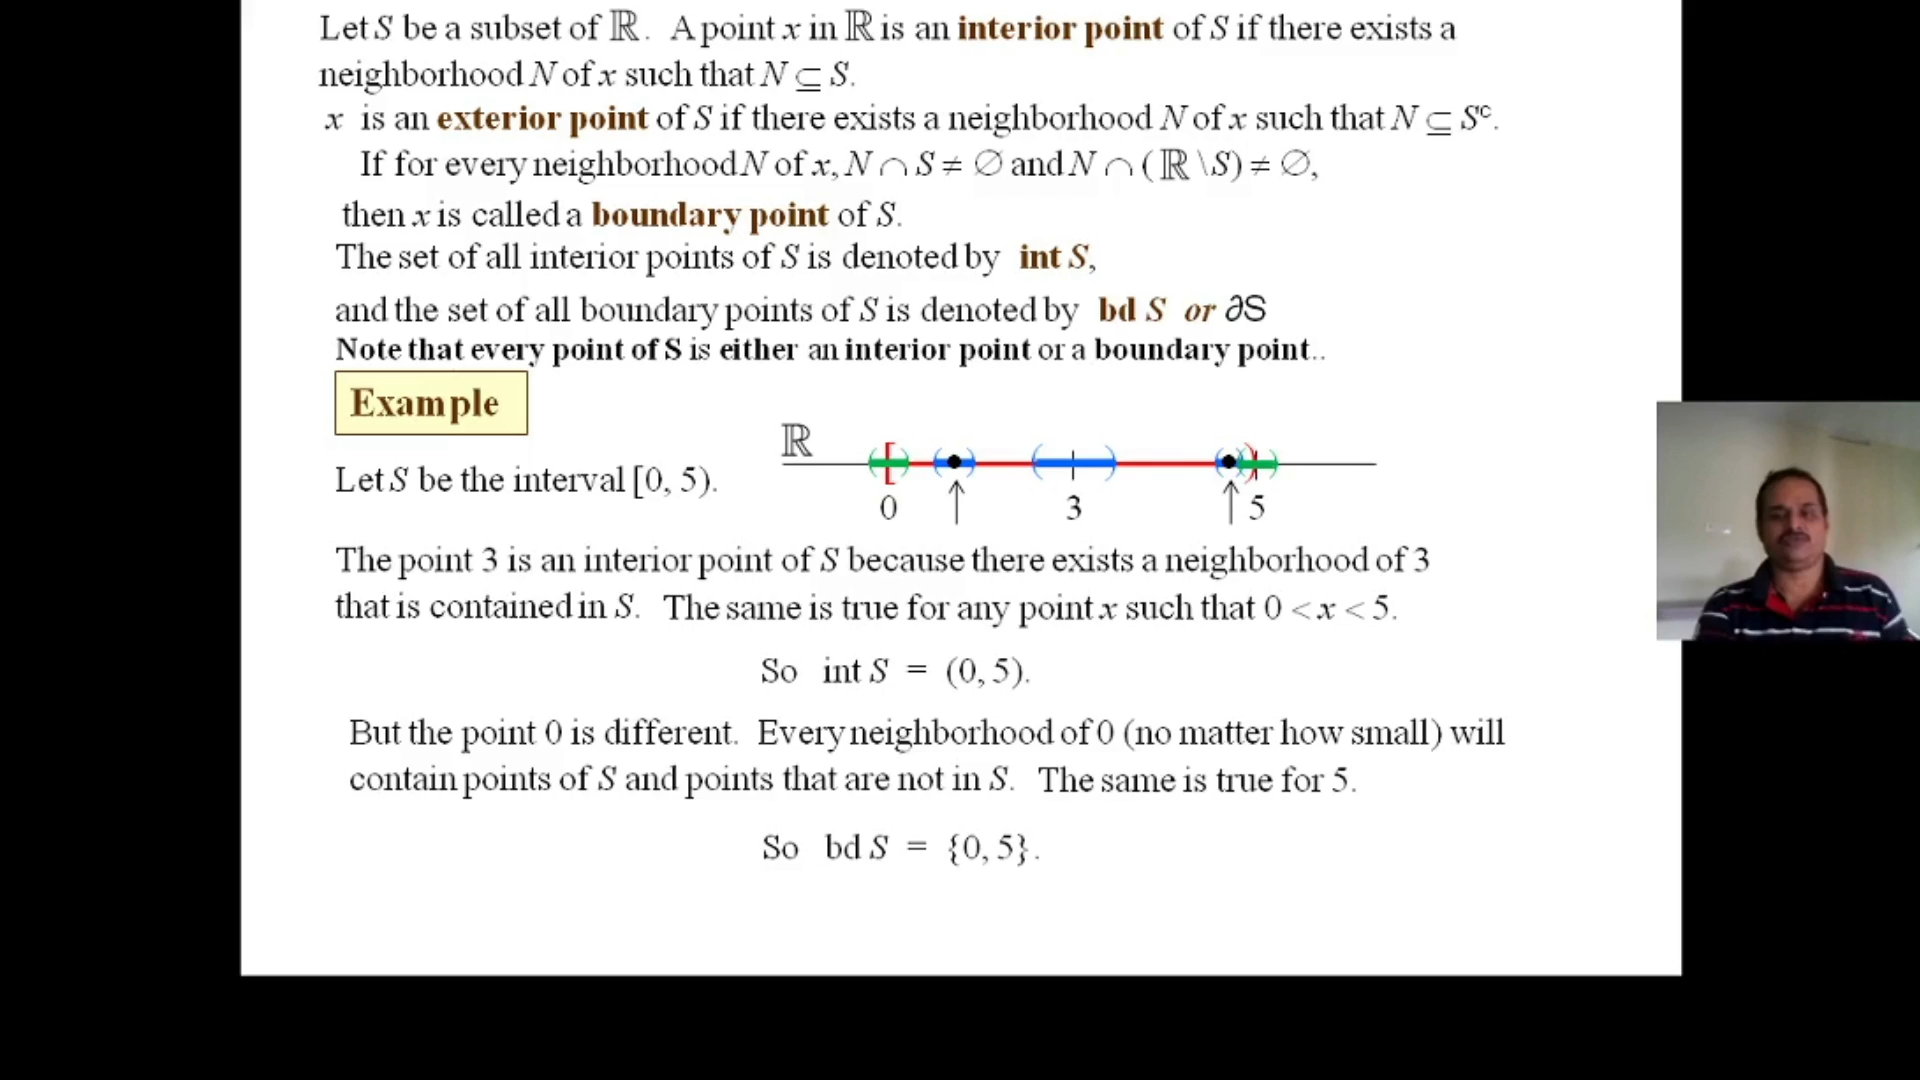 Let S be a subset of ℝ. A point x in ℝ is an interior point of S if there exists a
neighborhood N of x such that N ⊆ S.
x is an exterior point of S if there exists a neighborhood N of x such that N ⊆ Sᶜ.
If for every neighborhood N of x, N ∩ S ≠ ∅ and N ∩ (ℝ \ S) ≠ ∅,
then x is called a boundary point of S.
The set of all interior points of S is denoted by int S,
and the set of all boundary points of S is denoted by bd S or ∂S
Note that every point of S is either an interior point or a boundary point..
Example
ℝ
Let S be the interval [0, 5).
0 3 5
The point 3 is an interior point of S because there exists a neighborhood of 3
that is contained in S. The same is true for any point x such that 0 < x < 5.
So int S = (0, 5).
But the point 0 is different. Every neighborhood of 0 (no matter how small) will
contain points of S and points that are not in S. The same is true for 5.
So bd S = {0, 5}.